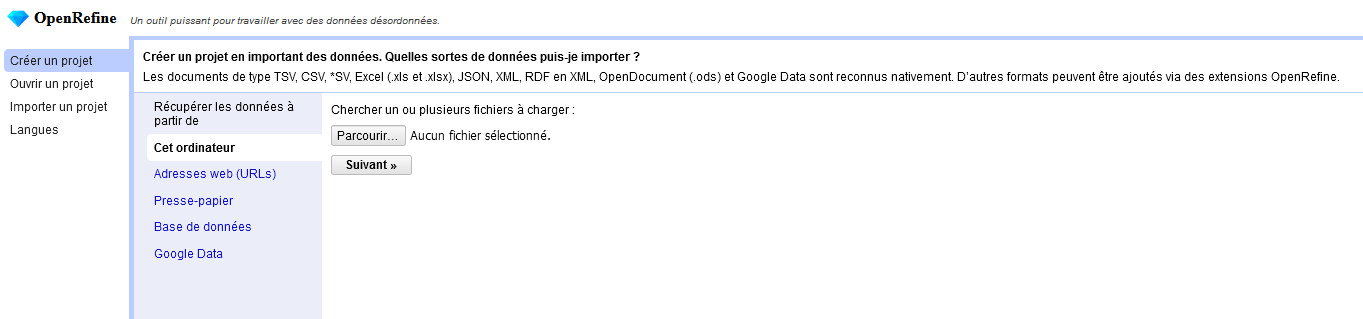 OpenRefine Un outil puissant pour travailler avec des données désordonnées.
Créer un projet
Ouvrir un projet
Importer un projet
Langues
Créer un projet en important des données. Quelles sortes de données puis-je importer ?
Les documents de type TSV, CSV, *SV, Excel (.xls et .xlsx), JSON, XML, RDF en XML, OpenDocument (.ods) et Google Data sont reconnus nativement. D'autres formats peuvent être ajoutés via des extensions OpenRefine.
Récupérer les données à
partir de
Cet ordinateur
Adresses web (URLs)
Presse-papier
Base de données
Google Data
Chercher un ou plusieurs fichiers à charger :
Parcourir... Aucun fichier sélectionné.
Suivant »